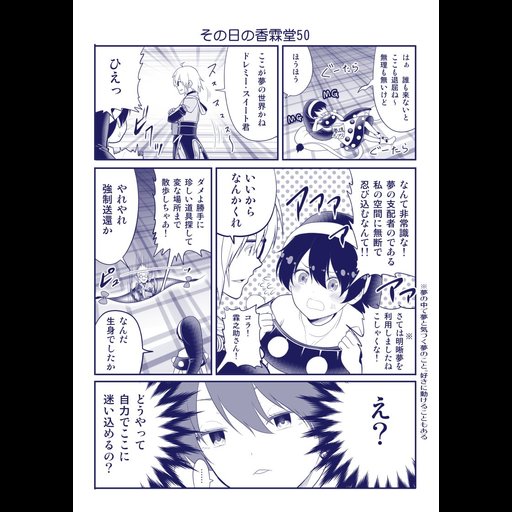 その日の香霖堂50
はぁ 誰も来ないと
ここも退屈ね〜
無理も無いけど
ほうほう
ぐーたら
ぐーたら
ここが夢の世界かね
ドレミー・スイート君
ひえっ
なんて非常識な！
夢の支配者のである
私の空間に無断で
忍び込むなんて!!
アァァ
アァァ
※
さては明晰夢を
利用しましたね
こしゃくな！
いいから
なんかくれ
コラ！
霖之助さん！
ダメよ勝手に
珍しい道具探して
変な場所まで
散歩しちゃあ！
やれやれ
強制送還か
なんだ
生身でしたか
※夢の中で夢と気づく夢のこと。好きに動けることもある
え？
どうやって
自力でここに
迷い込めるの？